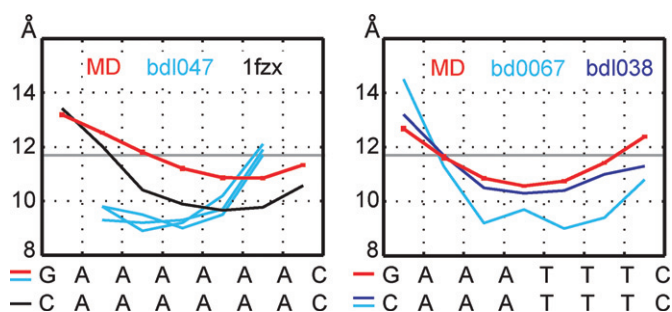 Å
MD bdl047 1fzx
14
12
10
8
G A A A A A A C
C A A A A A A C
Å
MD bd0067 bdl038
14
12
10
8
G A A A T T T C
C A A A T T T C